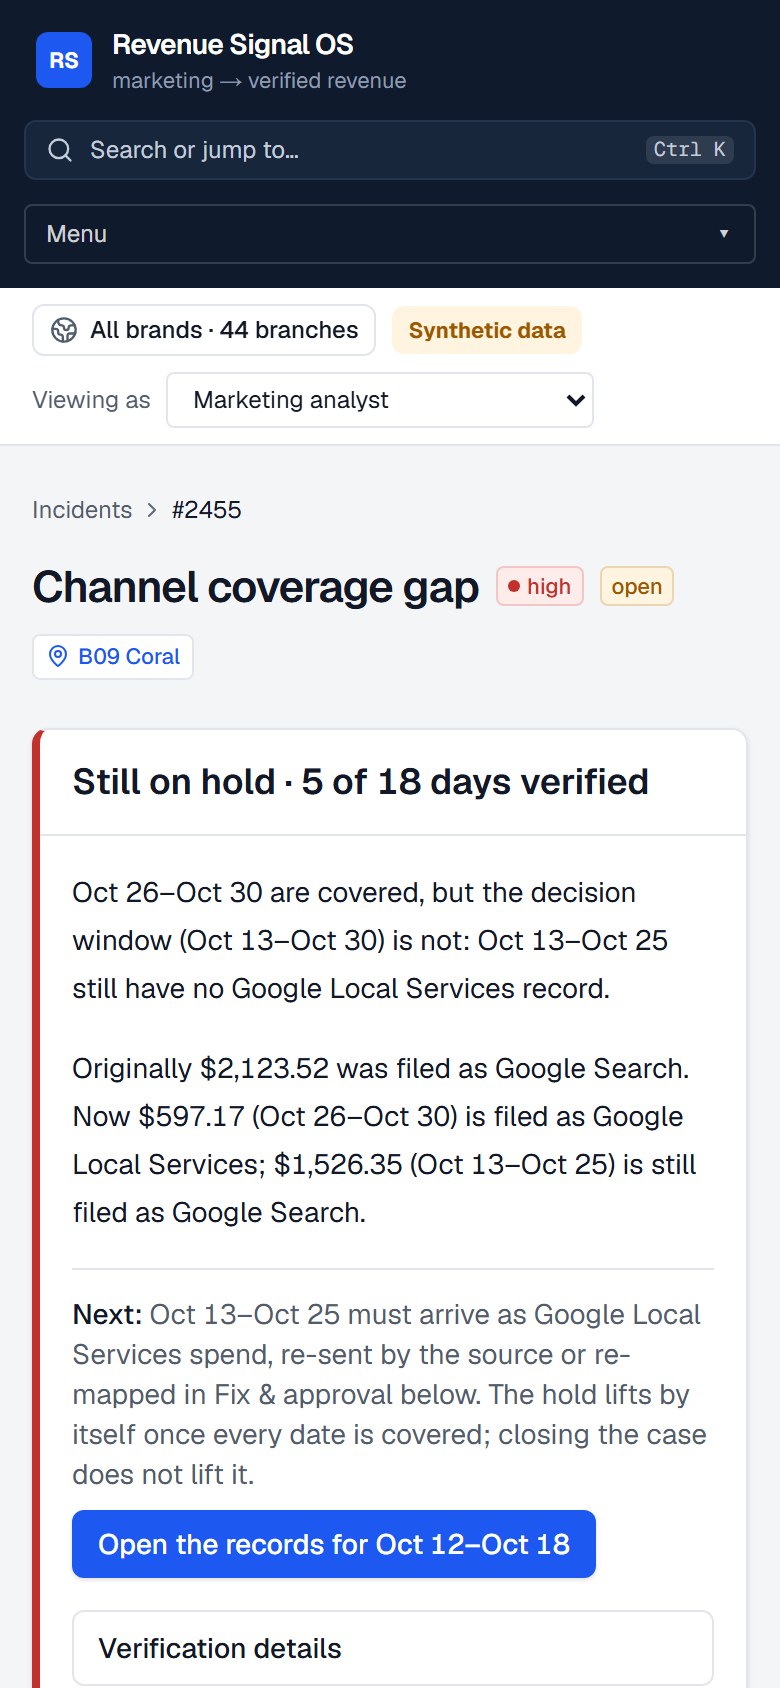 RS
Revenue Signal OS
marketing → verified revenue
Search or jump to...
Ctrl K
Menu
All brands · 44 branches
Synthetic data
Viewing as
Marketing analyst
Incidents > #2455
Channel coverage gap
high
open
B09 Coral
Still on hold · 5 of 18 days verified
Oct 26–Oct 30 are covered, but the decision
window (Oct 13–Oct 30) is not: Oct 13–Oct 25
still have no Google Local Services record.
Originally $2,123.52 was filed as Google Search.
Now $597.17 (Oct 26–Oct 30) is filed as Google
Local Services; $1,526.35 (Oct 13–Oct 25) is still
filed as Google Search.
Next: Oct 13–Oct 25 must arrive as Google Local
Services spend, re-sent by the source or re-
mapped in Fix & approval below. The hold lifts by
itself once every date is covered; closing the case
does not lift it.
Open the records for Oct 12–Oct 18
Verification details